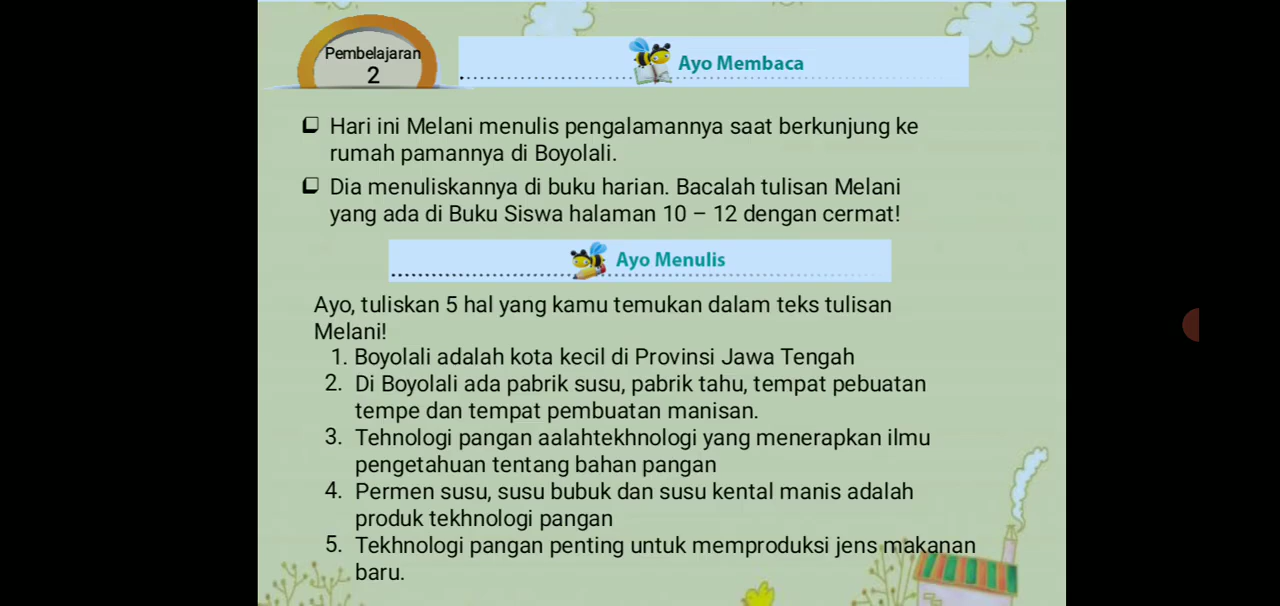 Pembelajaran
2
Ayo Membaca
❑ Hari ini Melani menulis pengalamannya saat berkunjung ke
rumah pamannya di Boyolali.
❑ Dia menuliskannya di buku harian. Bacalah tulisan Melani
yang ada di Buku Siswa halaman 10 – 12 dengan cermat!
Ayo Menulis
Ayo, tuliskan 5 hal yang kamu temukan dalam teks tulisan
Melani!
1. Boyolali adalah kota kecil di Provinsi Jawa Tengah
2. Di Boyolali ada pabrik susu, pabrik tahu, tempat pebuatan
tempe dan tempat pembuatan manisan.
3. Tehnologi pangan aalahtekhnologi yang menerapkan ilmu
pengetahuan tentang bahan pangan
4. Permen susu, susu bubuk dan susu kental manis adalah
produk tekhnologi pangan
5. Tekhnologi pangan penting untuk memproduksi jens makanan
baru.